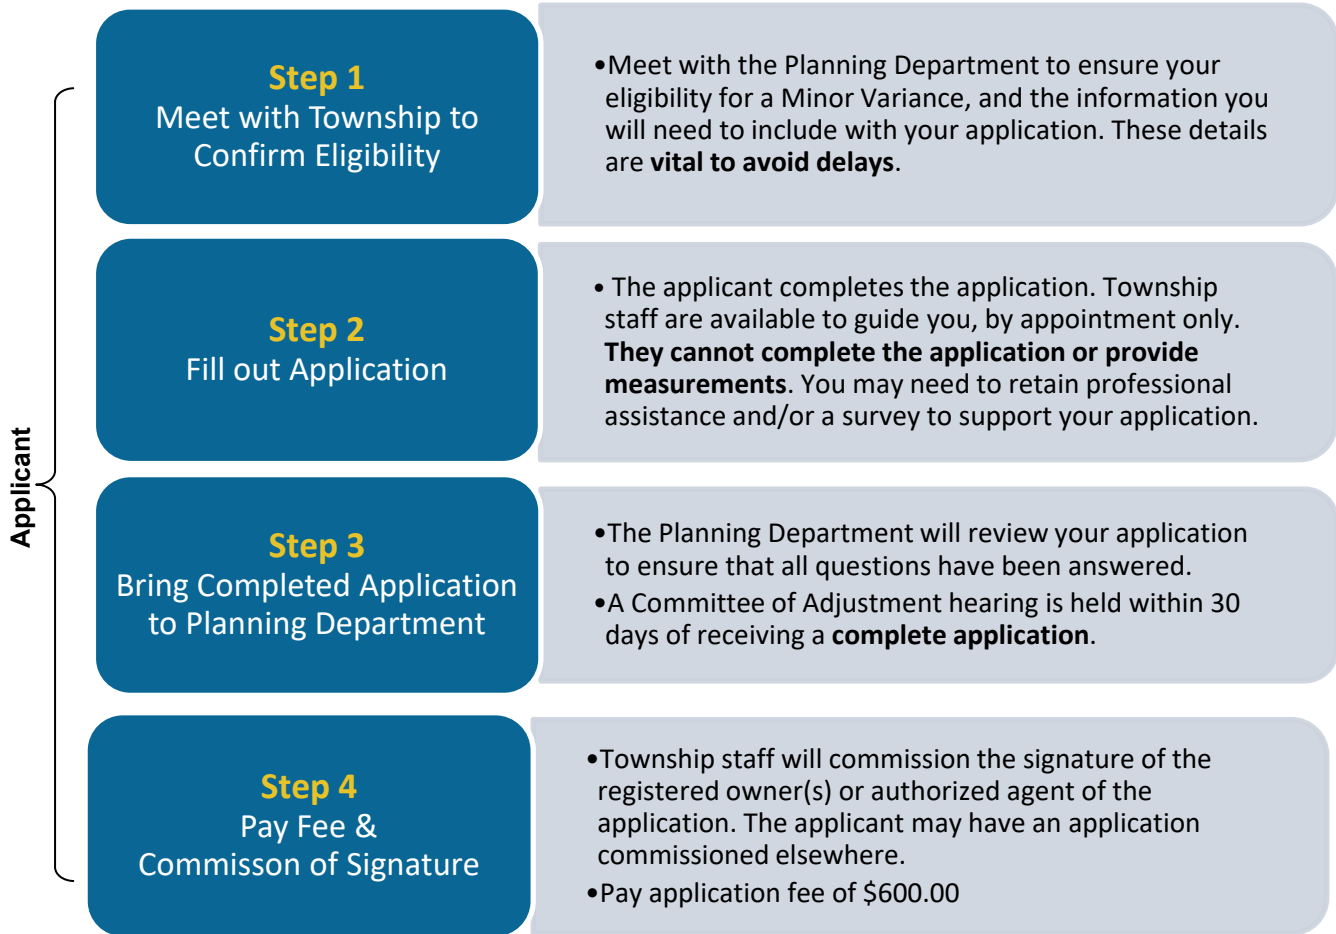 Applicant
Step 1
Meet with Township to
Confirm Eligibility
•Meet with the Planning Department to ensure your
eligibility for a Minor Variance, and the information you
will need to include with your application. These details
are vital to avoid delays.
Step 2
Fill out Application
• The applicant completes the application. Township
staff are available to guide you, by appointment only.
They cannot complete the application or provide
measurements. You may need to retain professional
assistance and/or a survey to support your application.
Step 3
Bring Completed Application
to Planning Department
•The Planning Department will review your application
to ensure that all questions have been answered.
•A Committee of Adjustment hearing is held within 30
days of receiving a complete application.
Step 4
Pay Fee &
Commisson of Signature
•Township staff will commission the signature of the
registered owner(s) or authorized agent of the
application. The applicant may have an application
commissioned elsewhere.
•Pay application fee of $600.00